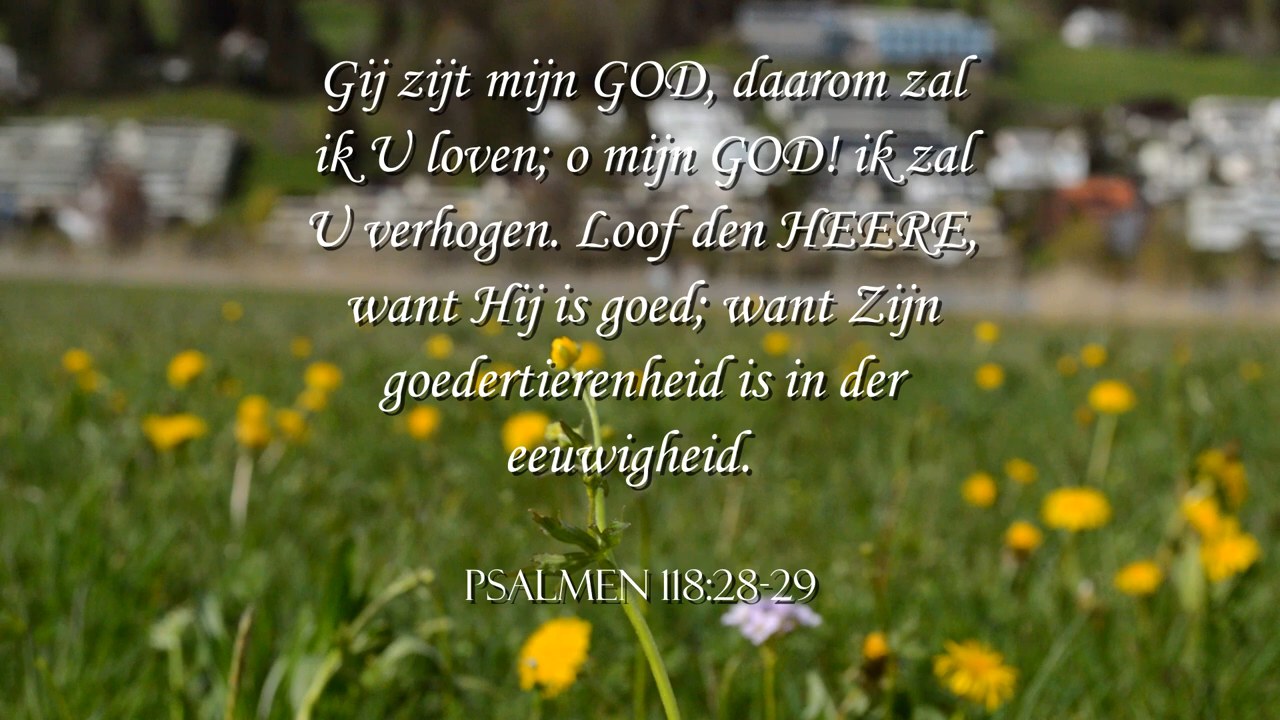 Gij zijt mijn GOD, daarom zal
ik U loven; o mijn GOD! ik zal
U verhogen. Loof den HEERE,
want Hij is goed; want Zijn
goedertierenheid is in der
eeuwigheid.
PSALMEN 118:28-29